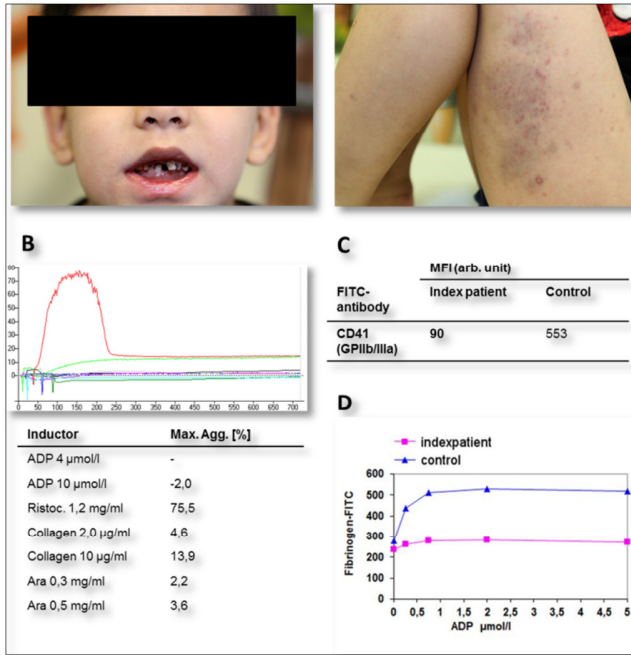 B
80
70
60
50
40
30
20
10
0
0 50 100 150 200 250 300 350 400 450 500 550 600 650 700
Inductor Max. Agg. [%]
ADP 4 µmol/l -
ADP 10 µmol/l -2,0
Ristoc. 1,2 mg/ml 75,5
Collagen 2,0 µg/ml 4,6
Collagen 10 µg/ml 13,9
Ara 0,3 mg/ml 2,2
Ara 0,5 mg/ml 3,6
C
MFI (arb. unit)
FITC-antibody Index patient Control
CD41 (GPIIb/IIIa) 90 553
D
indexpatient
control
600
500
400
300
200
100
0
Fibrinogen-FITC
0 0,5 1 1,5 2 2,5 3 3,5 4 4,5 5
ADP µmol/l